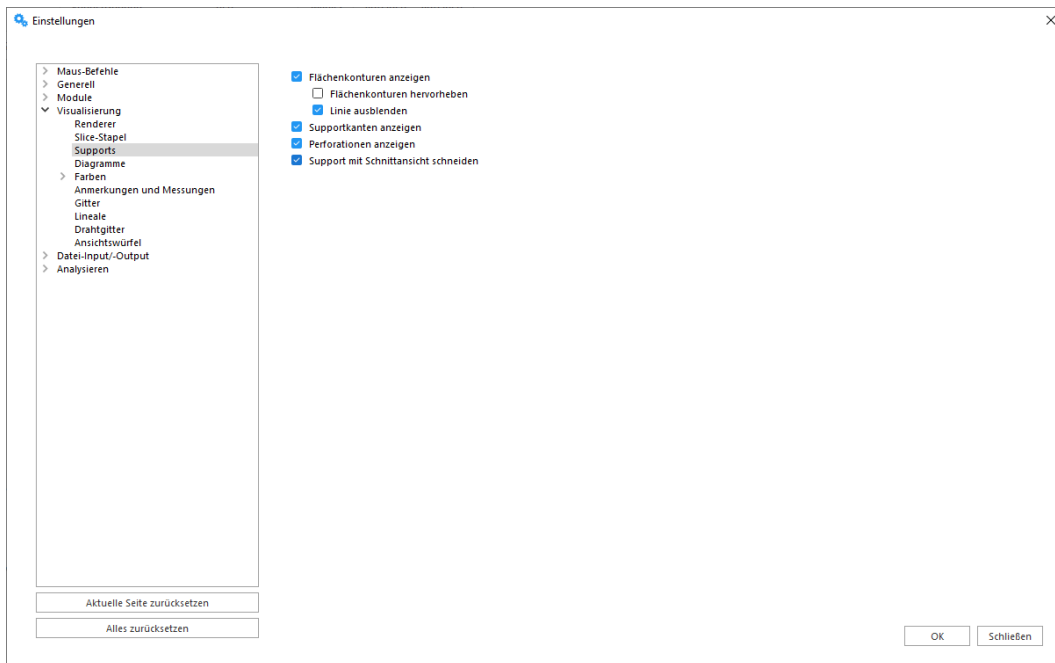 Einstellungen
Maus-Befehle
Generell
Module
Visualisierung
Renderer
Slice-Stapel
Supports
Diagramme
Farben
Anmerkungen und Messungen
Gitter
Lineale
Drahtgitter
Ansichtswürfel
Datei-Input/-Output
Analysieren
Flächenkonturen anzeigen
Flächenkonturen hervorheben
Linie ausblenden
Supportkanten anzeigen
Perforationen anzeigen
Support mit Schnittansicht schneiden
Aktuelle Seite zurücksetzen
Alles zurücksetzen
OK
Schließen